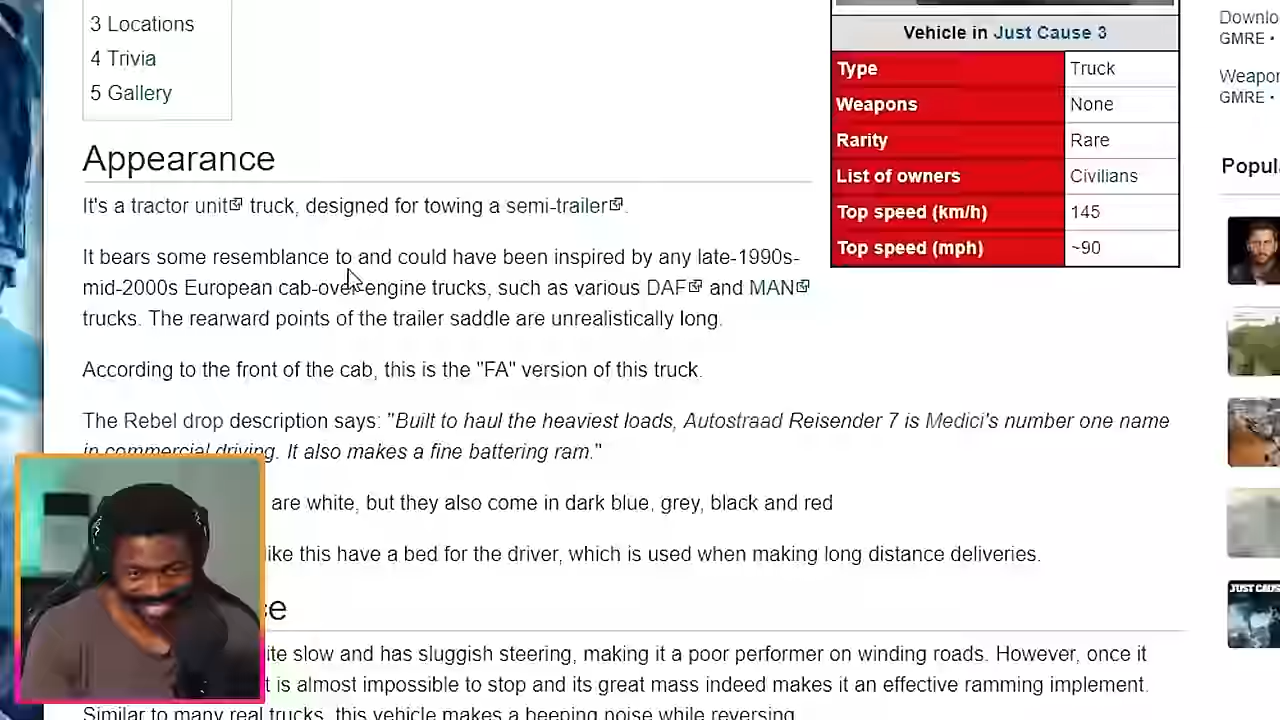 3 Locations
4 Trivia
5 Gallery
Vehicle in Just Cause 3
Type Truck
Weapons None
Rarity Rare
List of owners Civilians
Top speed (km/h) 145
Top speed (mph) ~90
Downlo
GMRE •
Weapor
GMRE •
Popul
JUST CAUS
Appearance
It's a tractor unit truck, designed for towing a semi-trailer.
It bears some resemblance to and could have been inspired by any late-1990s-
mid-2000s European cab-over-engine trucks, such as various DAF and MAN
trucks. The rearward points of the trailer saddle are unrealistically long.
According to the front of the cab, this is the "FA" version of this truck.
The Rebel drop description says: "Built to haul the heaviest loads, Autostraad Reisender 7 is Medici's number one name
in commercial driving. It also makes a fine battering ram."
are white, but they also come in dark blue, grey, black and red
like this have a bed for the driver, which is used when making long distance deliveries.
ce
ite slow and has sluggish steering, making it a poor performer on winding roads. However, once it
t is almost impossible to stop and its great mass indeed makes it an effective ramming implement.
Similar to many real trucks, this vehicle makes a beeping noise while reversing.